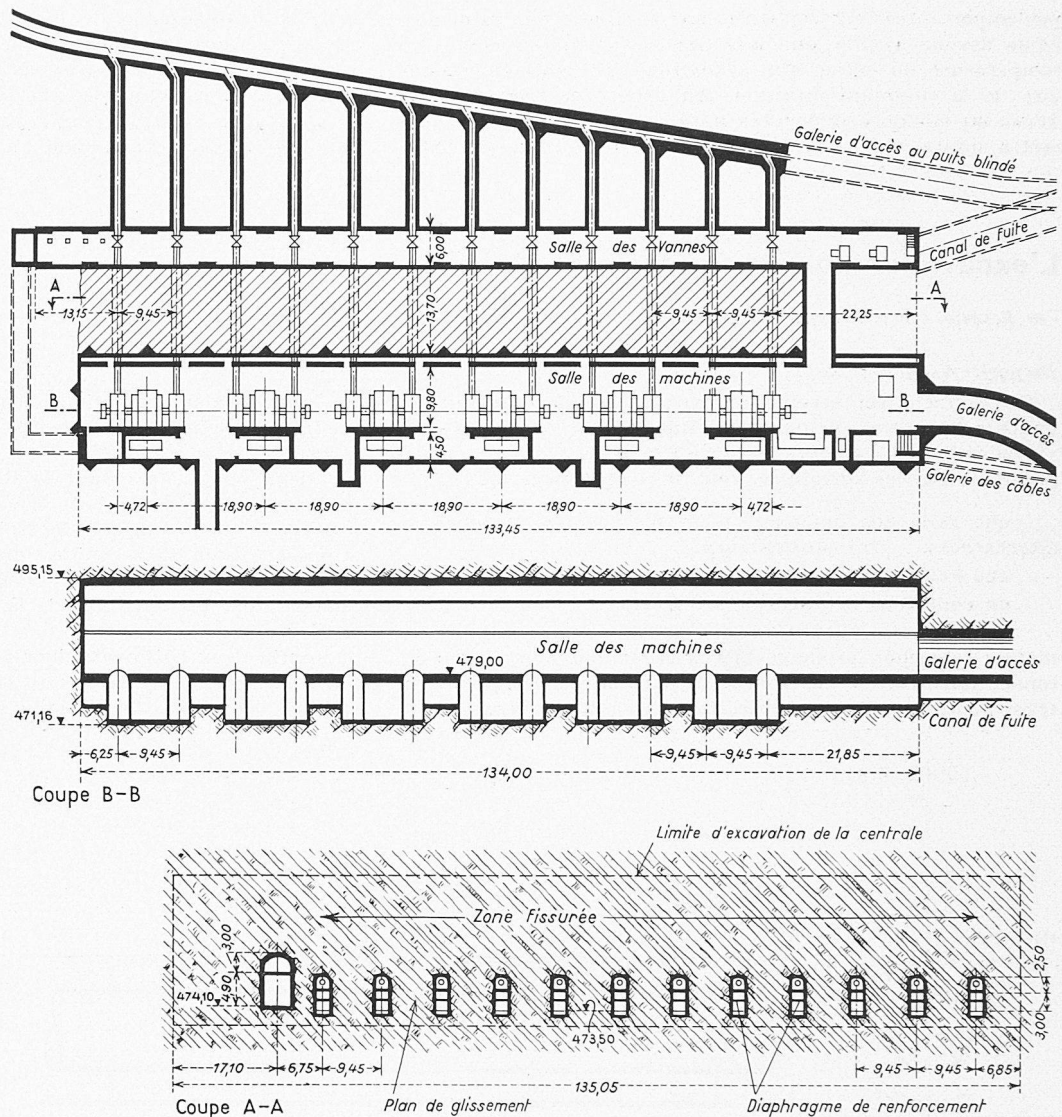 Galerie d'accès au puits blindé
Canal de fuite
Salle des Vannes
6,00
A
A
13,15
9,45
13,70
9,45
9,45
22,25
Salle des machines
B
B
9,80
Galerie d'accès
4,50
Galerie des câbles
4,72
18,90
18,90
18,90
18,90
18,90
4,72
133,45
495,15
Salle des machines
479,00
Galerie d'accès
471,16
Canal de fuite
6,25
9,45
9,45
9,45
21,85
134,00
Coupe B-B
Limite d'excavation de la centrale
Zone fissurée
3,00
4,90
474,10
2,50
3,00
473,50
17,10
6,75
9,45
9,45
9,45
6,85
135,05
Coupe A-A
Plan de glissement
Diaphragme de renforcement